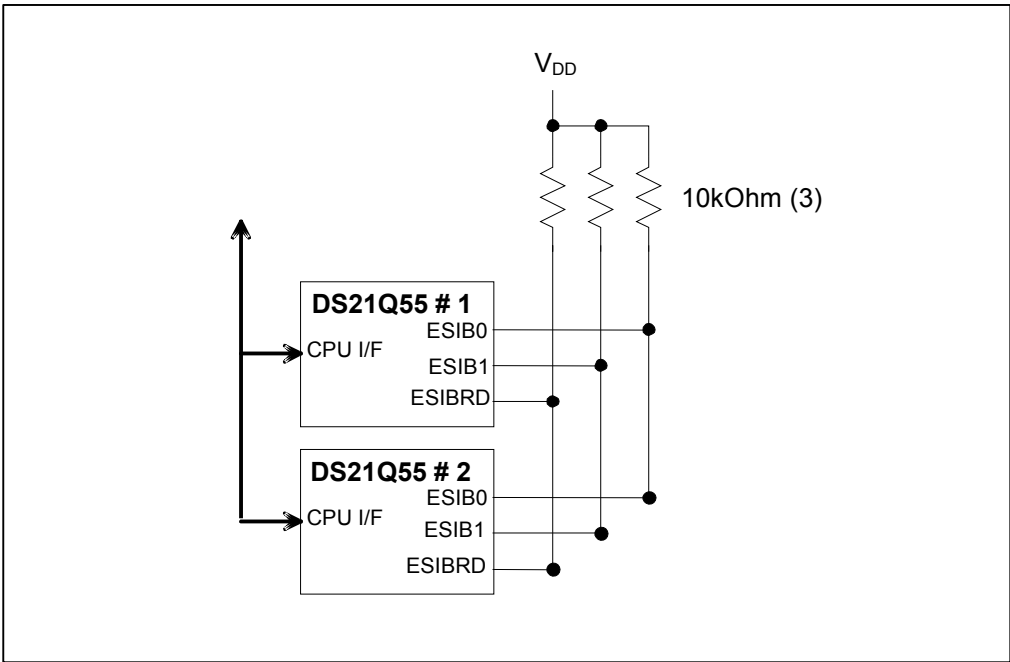 VDD
10kOhm (3)
DS21Q55 # 1
ESIB0
CPU I/F
ESIB1
ESIBRD
DS21Q55 # 2
ESIB0
CPU I/F
ESIB1
ESIBRD